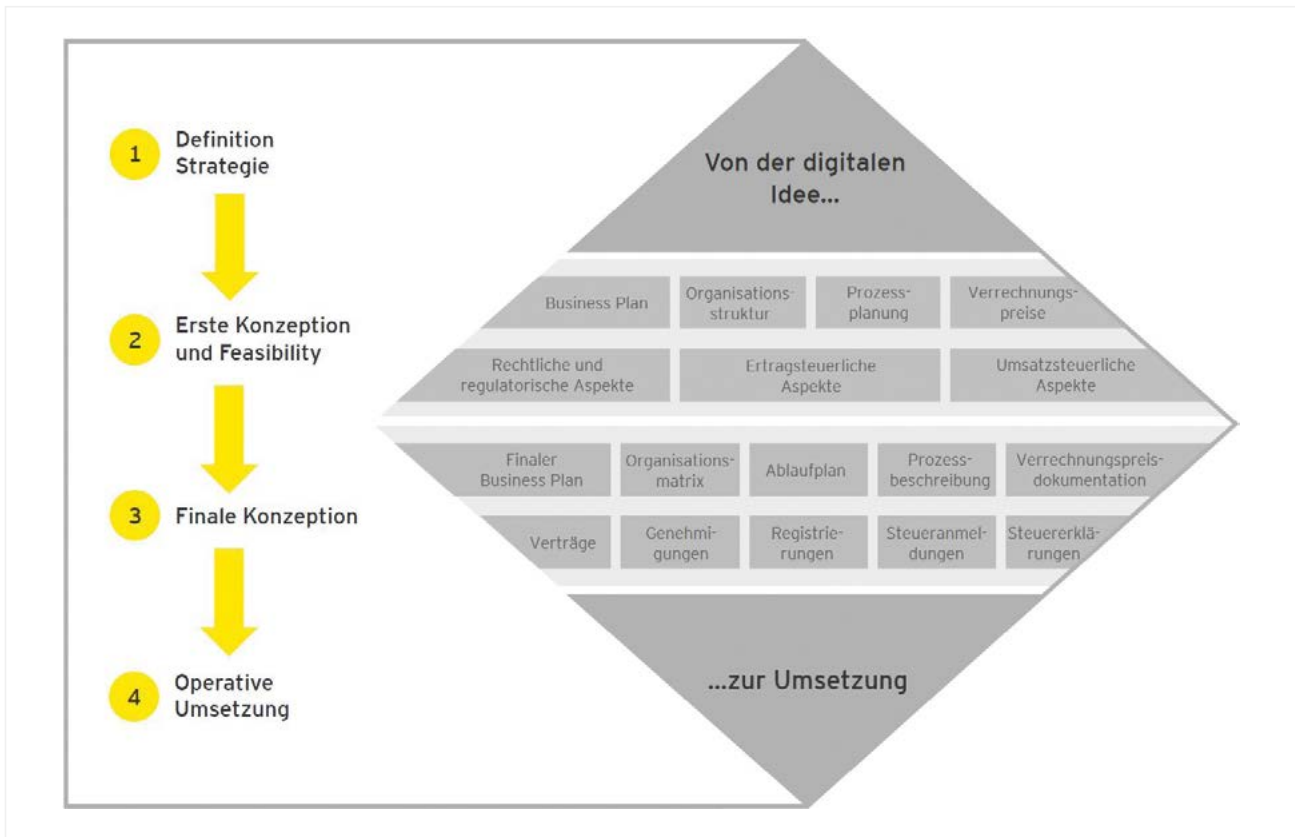 1
Definition
Strategie
2
Erste Konzeption
und Feasibility
3
Finale Konzeption
4
Operative
Umsetzung
Von der digitalen
Idee...
Business Plan
Organisations-
struktur
Prozess-
planung
Verrechnungs-
preise
Rechtliche und
regulatorische Aspekte
Ertragsteuerliche
Aspekte
Umsatzsteuerliche
Aspekte
Finaler
Business Plan
Organisations-
matrix
Ablaufplan
Prozess-
beschreibung
Verrechnungspreis-
dokumentation
Verträge
Genehmi-
gungen
Registrie-
rungen
Steueranmel-
dungen
Steuererklä-
rungen
...zur Umsetzung